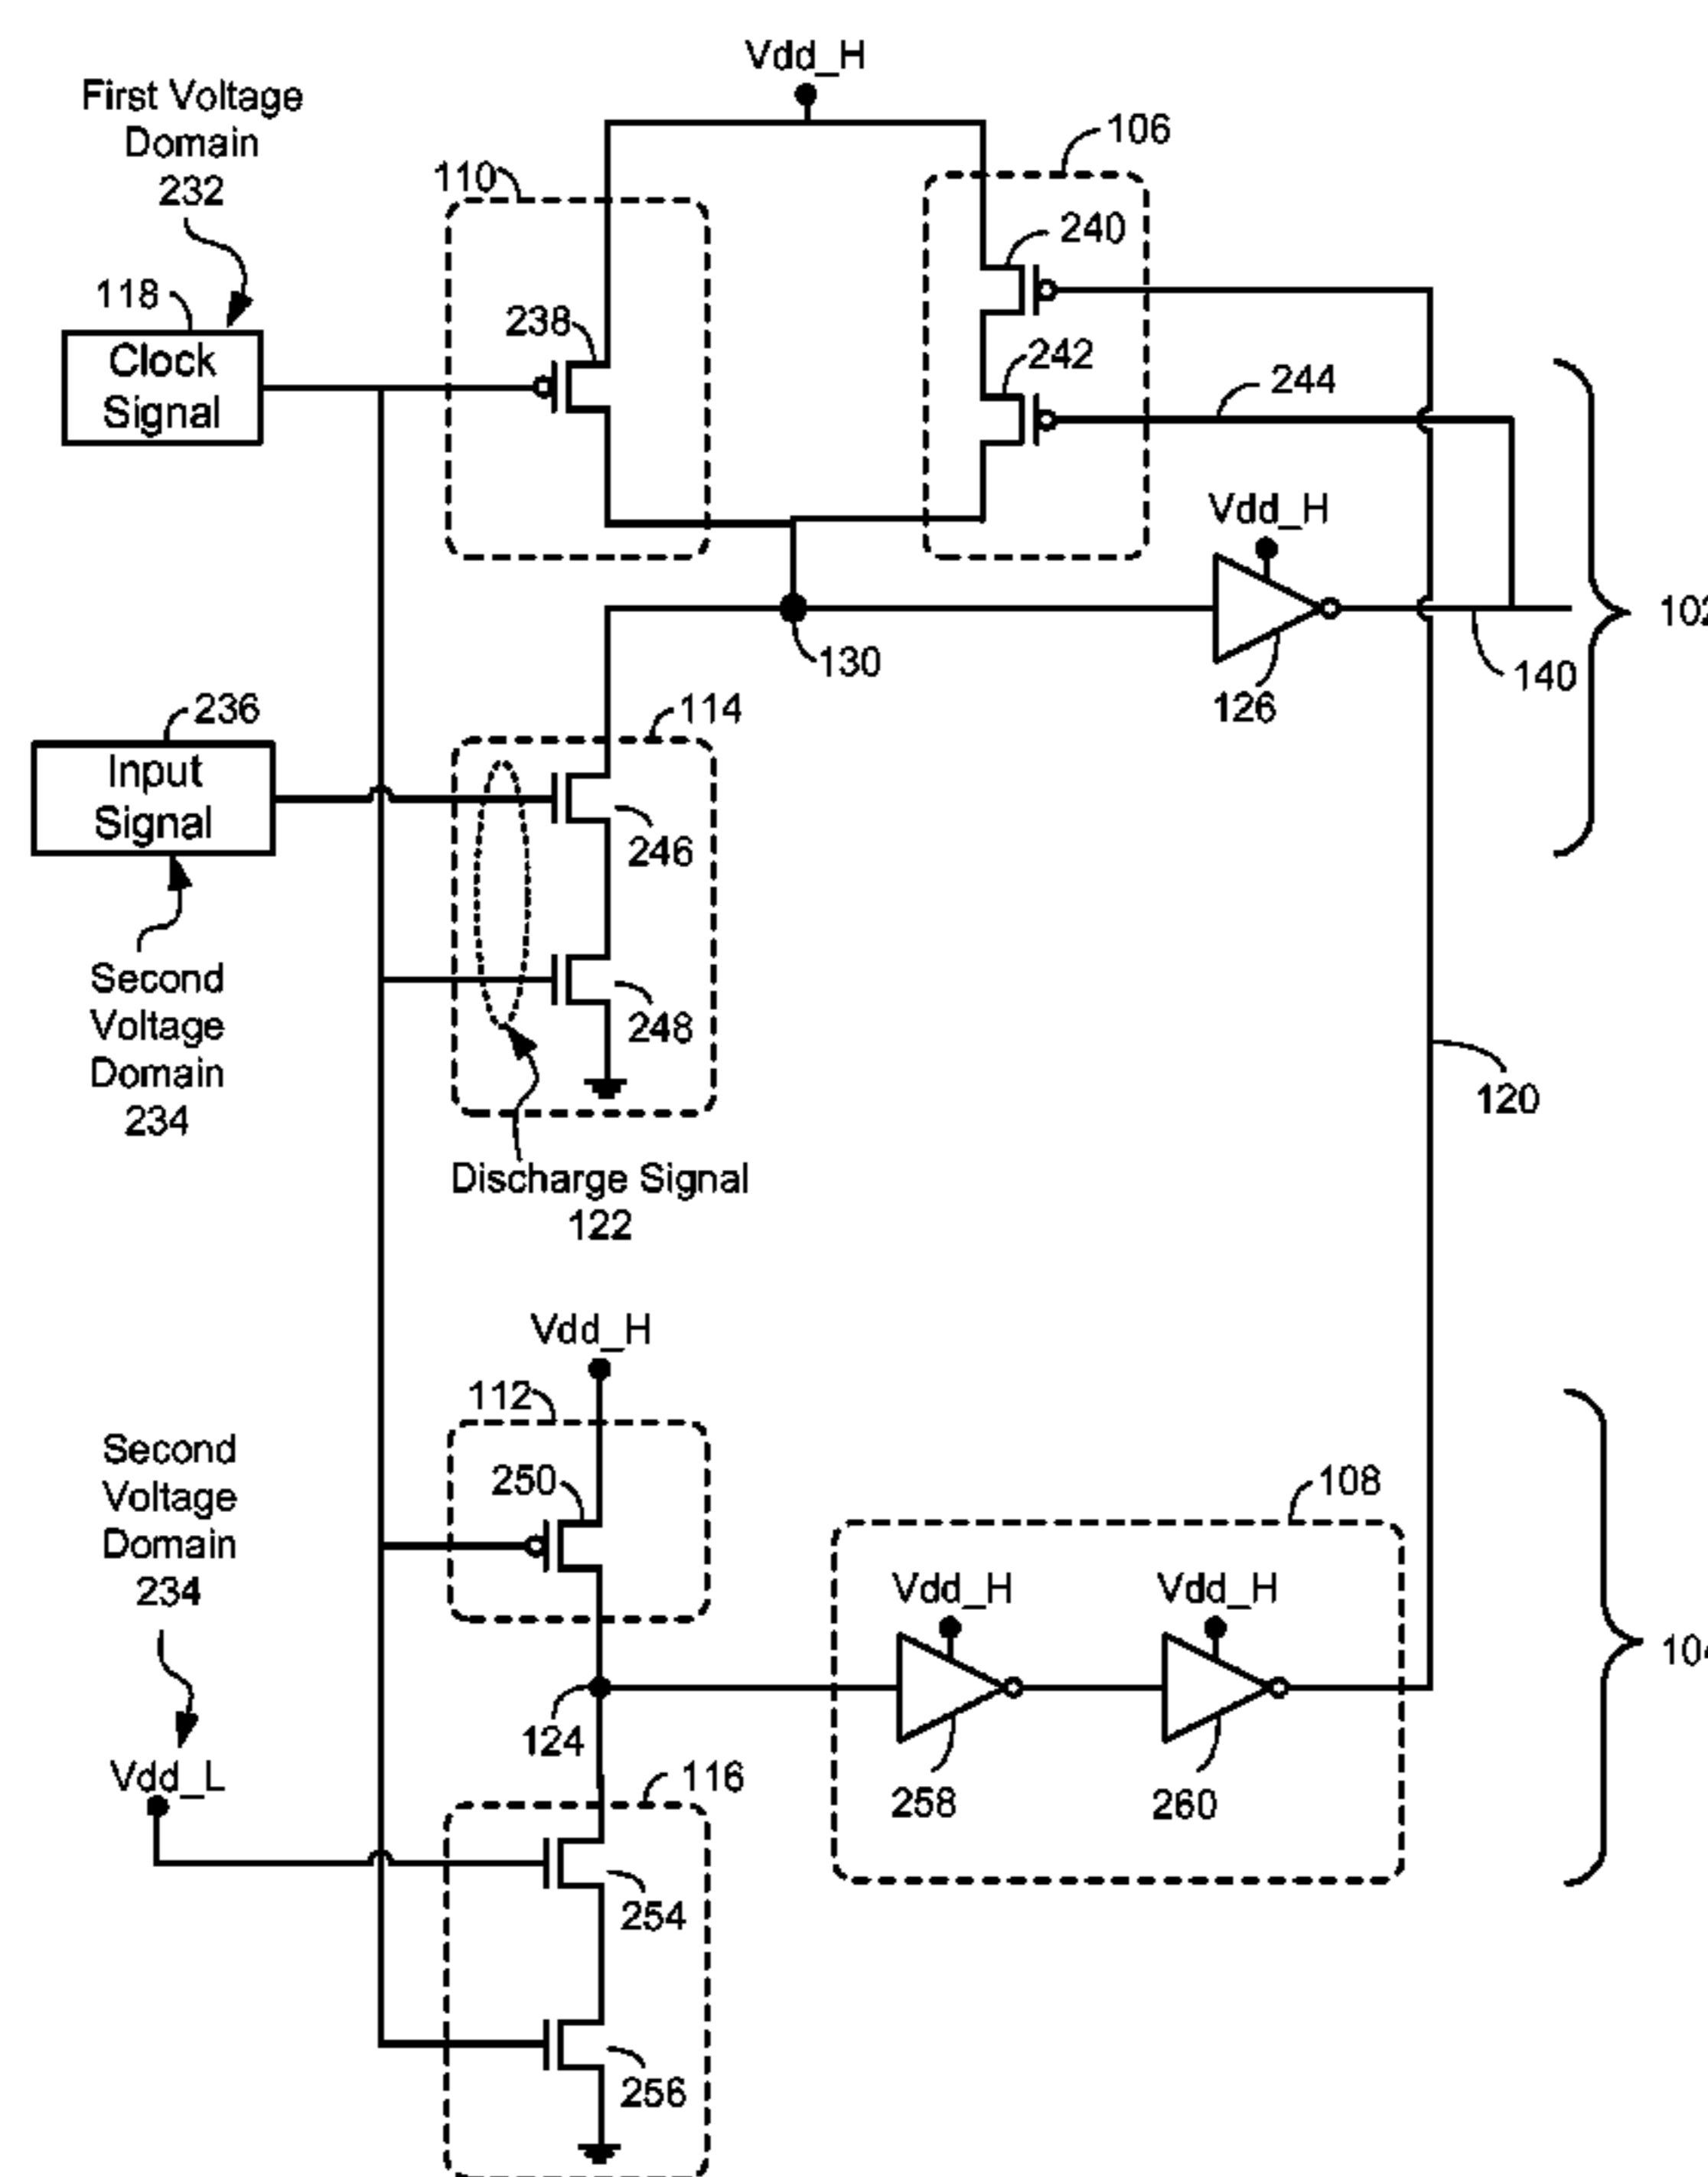 Vdd_H
First Voltage
Domain
232
106
110
240
118
238
242
244
Clock
Signal
Vdd_H
102
130
140
126
236
114
Input
Signal
246
Second
Voltage
Domain
234
248
120
Discharge Signal
122
Vdd_H
112
Second
Voltage
Domain
234
250
108
Vdd_H
Vdd_H
104
124
Vdd_L
116
258
260
254
256